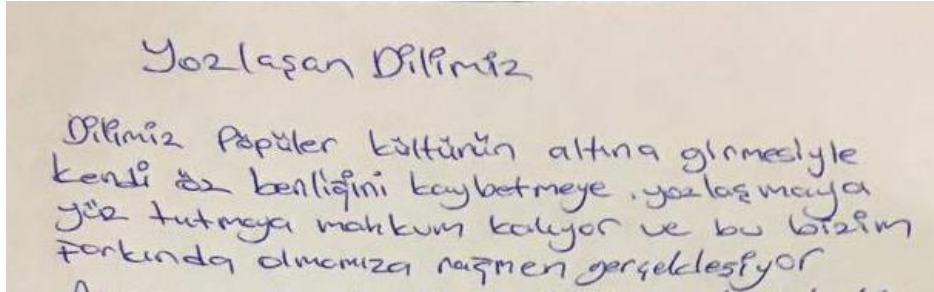 Yozlaşan Dilimiz
Dilimiz Popüler kültürün altına girmesiyle
kendi öz benliğini kaybetmeye, yozlaşmaya
yüz tutmaya mahkum kalıyor ve bu bizim
farkında olmamıza rağmen gerçekleşiyor